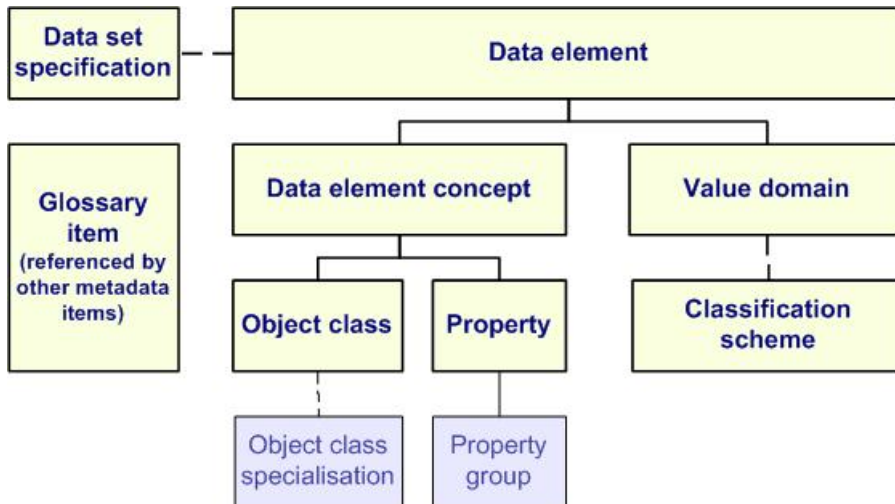 Data set
specification
Data element
Glossary
item
(referenced by
other metadata
items)
Data element concept
Value domain
Object class
Property
Classification
scheme
Object class
specialisation
Property
group